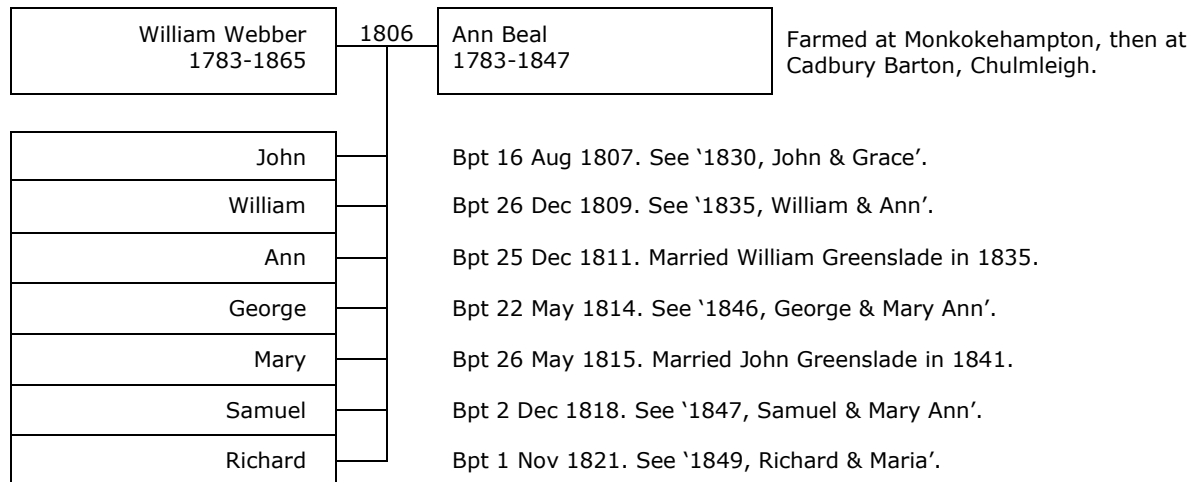 William Webber 1806 Ann Beal
1783-1865 1783-1847
Farmed at Monkokehampton, then at
Cadbury Barton, Chulmleigh.
John Bpt 16 Aug 1807. See ‘1830, John & Grace’.
William Bpt 26 Dec 1809. See ‘1835, William & Ann’.
Ann Bpt 25 Dec 1811. Married William Greenslade in 1835.
George Bpt 22 May 1814. See ‘1846, George & Mary Ann’.
Mary Bpt 26 May 1815. Married John Greenslade in 1841.
Samuel Bpt 2 Dec 1818. See ‘1847, Samuel & Mary Ann’.
Richard Bpt 1 Nov 1821. See ‘1849, Richard & Maria’.